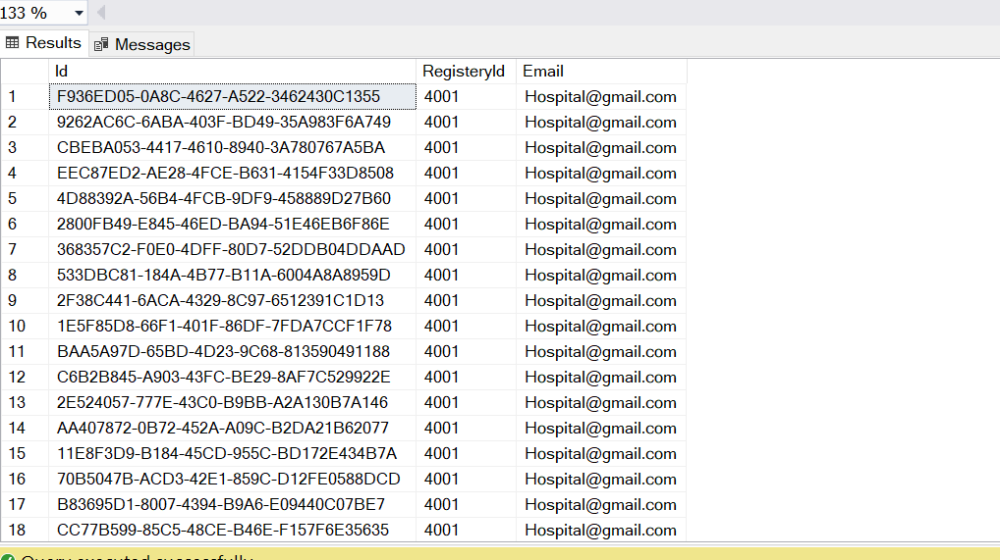 133 %
Results Messages
Id RegisteryId Email
1 F936ED05-0A8C-4627-A522-3462430C1355 4001 Hospital@gmail.com
2 9262AC6C-6ABA-403F-BD49-35A983F6A749 4001 Hospital@gmail.com
3 CBEBA053-4417-4610-8940-3A780767A5BA 4001 Hospital@gmail.com
4 EEC87ED2-AE28-4FCE-B631-4154F33D8508 4001 Hospital@gmail.com
5 4D88392A-56B4-4FCB-9DF9-458889D27B60 4001 Hospital@gmail.com
6 2800FB49-E845-46ED-BA94-51E46EB6F86E 4001 Hospital@gmail.com
7 368357C2-F0E0-4DFF-80D7-52DDB04DDAAD 4001 Hospital@gmail.com
8 533DBC81-184A-4B77-B11A-6004A8A8959D 4001 Hospital@gmail.com
9 2F38C441-6ACA-4329-8C97-6512391C1D13 4001 Hospital@gmail.com
10 1E5F85D8-66F1-401F-86DF-7FDA7CCF1F78 4001 Hospital@gmail.com
11 BAA5A97D-65BD-4D23-9C68-813590491188 4001 Hospital@gmail.com
12 C6B2B845-A903-43FC-BE29-8AF7C529922E 4001 Hospital@gmail.com
13 2E524057-777E-43C0-B9BB-A2A130B7A146 4001 Hospital@gmail.com
14 AA407872-0B72-452A-A09C-B2DA21B62077 4001 Hospital@gmail.com
15 11E8F3D9-B184-45CD-955C-BD172E434B7A 4001 Hospital@gmail.com
16 70B5047B-ACD3-42E1-859C-D12FE0588DCD 4001 Hospital@gmail.com
17 B83695D1-8007-4394-B9A6-E09440C07BE7 4001 Hospital@gmail.com
18 CC77B599-85C5-48CE-B46E-F157F6E35635 4001 Hospital@gmail.com
Query executed successfully